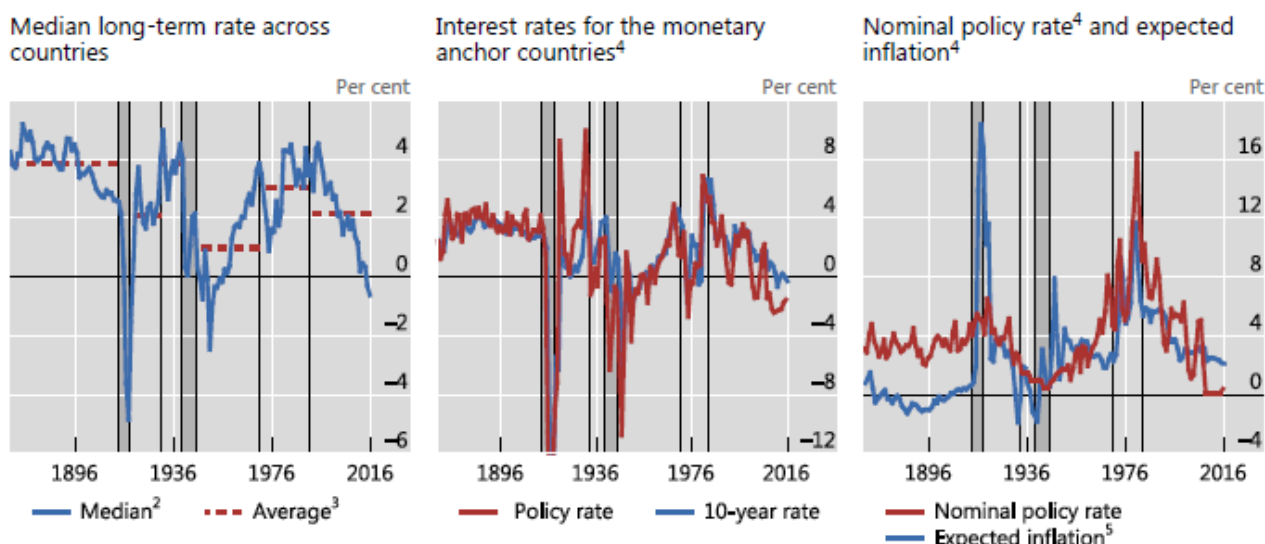 Median long-term rate across
countries
Per cent
4
2
0
–2
–4
–6
1896 1936 1976 2016
Median²
Average³
Interest rates for the monetary
anchor countries⁴
Per cent
8
4
0
–4
–8
–12
1896 1936 1976 2016
Policy rate
10-year rate
Nominal policy rate⁴ and expected
inflation⁴
Per cent
16
12
8
4
0
–4
1896 1936 1976 2016
Nominal policy rate
Expected inflation⁵